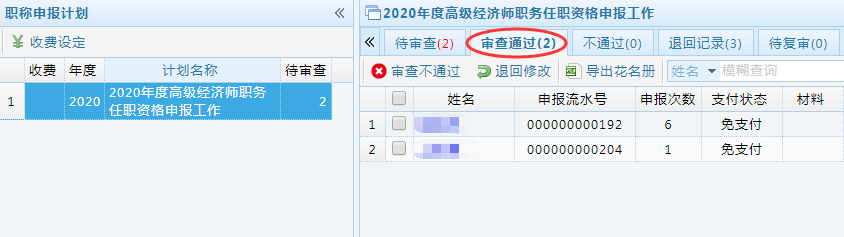 职称申报计划
收费设定
收费 年度 计划名称 待审查
1 2020 2020年度高级经济师职务
任职资格申报工作 2
2020年度高级经济师职务任职资格申报工作
待审查(2) 审查通过(2) 不通过(0) 退回记录(3) 待复审(0)
审查不通过 退回修改 导出花名册 姓名 模糊查询
姓名 申报流水号 申报次数 支付状态 材料
1 000000000192 6 免支付
2 000000000204 1 免支付